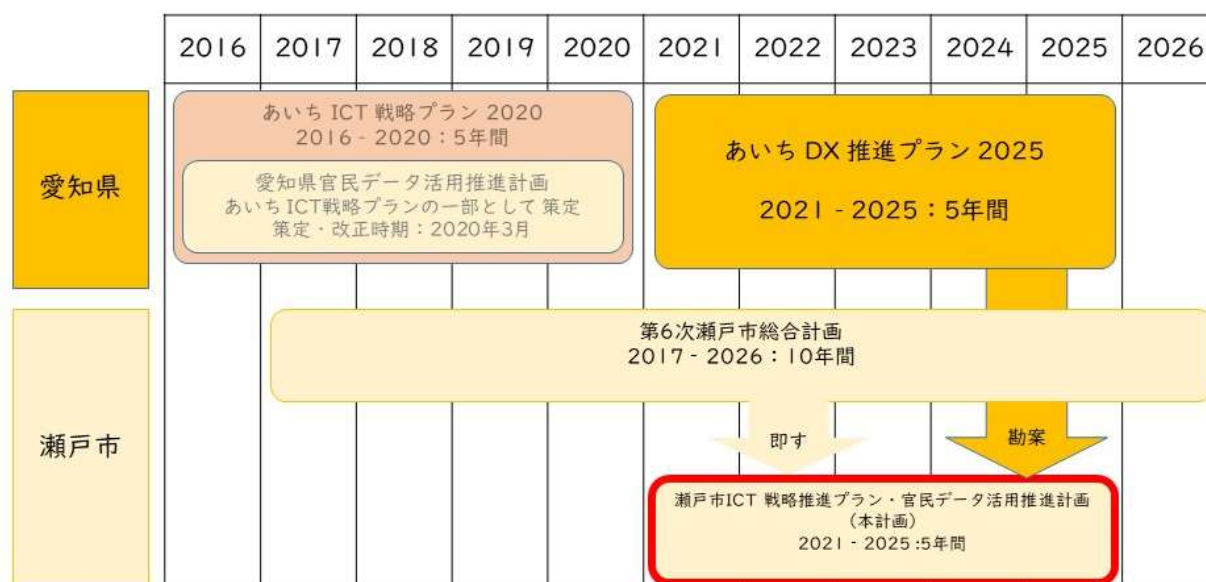 2016 2017 2018 2019 2020 2021 2022 2023 2024 2025 2026
愛知県
あいち ICT 戦略プラン 2020
2016 - 2020：5年間
愛知県官民データ活用推進計画
あいち ICT戦略プランの一部として 策定
策定・改正時期：2020年3月
あいち DX 推進プラン 2025
2021 - 2025：5年間
瀬戸市
第6次瀬戸市総合計画
2017 - 2026：10年間
即す
勘案
瀬戸市ICT 戦略推進プラン・官民データ活用推進計画
（本計画）
2021 - 2025:5年間